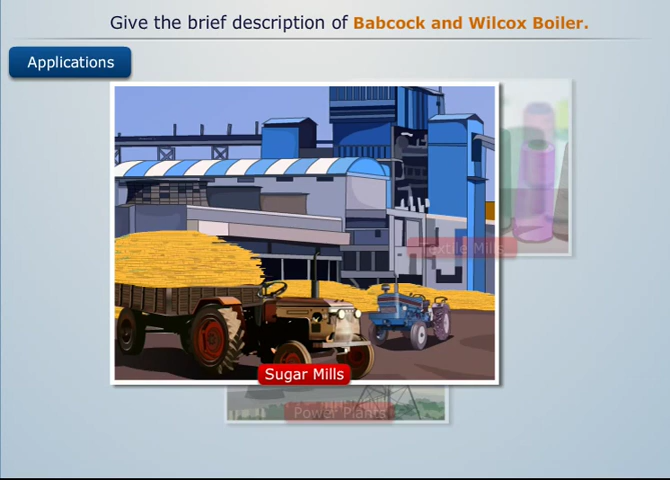 Give the brief description of Babcock and Wilcox Boiler.
Applications
Textile Mills
Sugar Mills
Power Plants